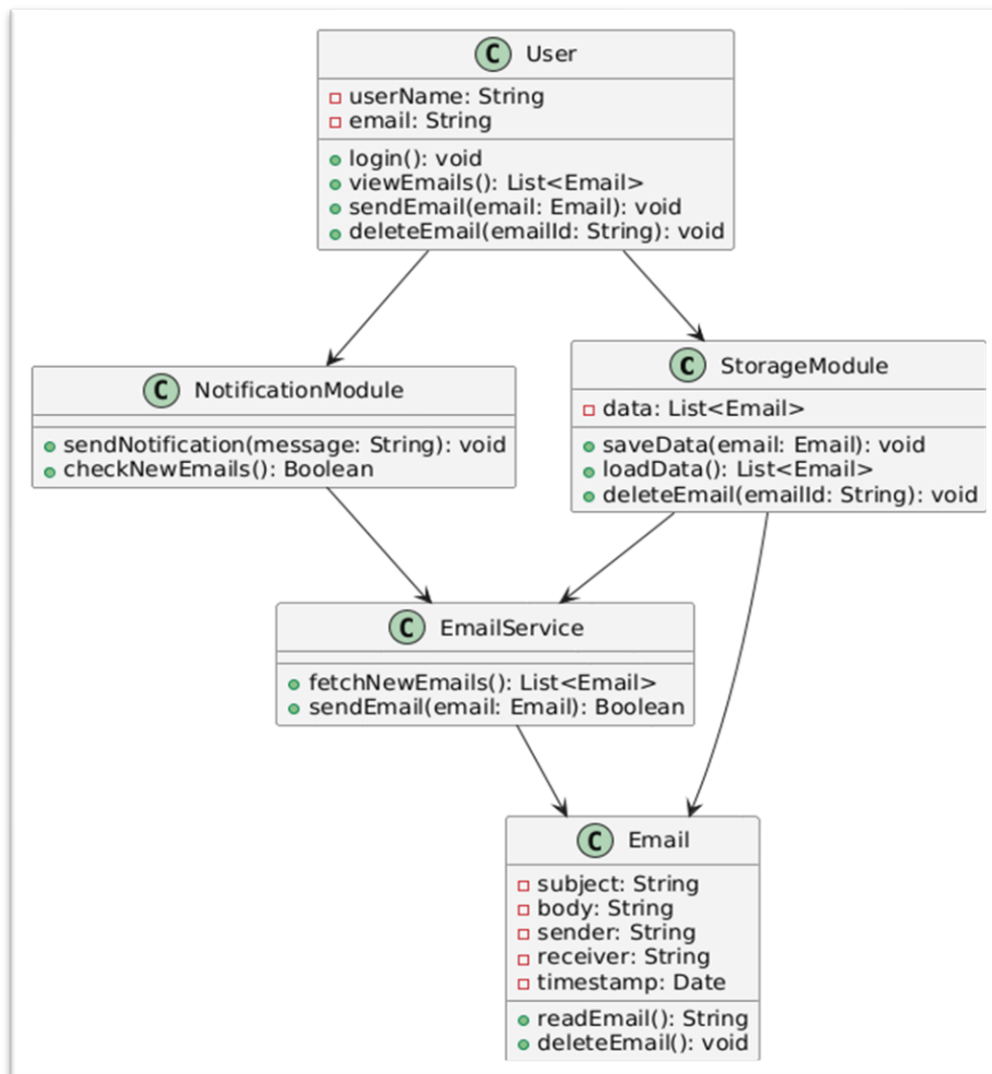 C User
userName: String
email: String
login(): void
viewEmails(): List<Email>
sendEmail(email: Email): void
deleteEmail(emailId: String): void
C NotificationModule
sendNotification(message: String): void
checkNewEmails(): Boolean
C StorageModule
data: List<Email>
saveData(email: Email): void
loadData(): List<Email>
deleteEmail(emailId: String): void
C EmailService
fetchNewEmails(): List<Email>
sendEmail(email: Email): Boolean
C Email
subject: String
body: String
sender: String
receiver: String
timestamp: Date
readEmail(): String
deleteEmail(): void